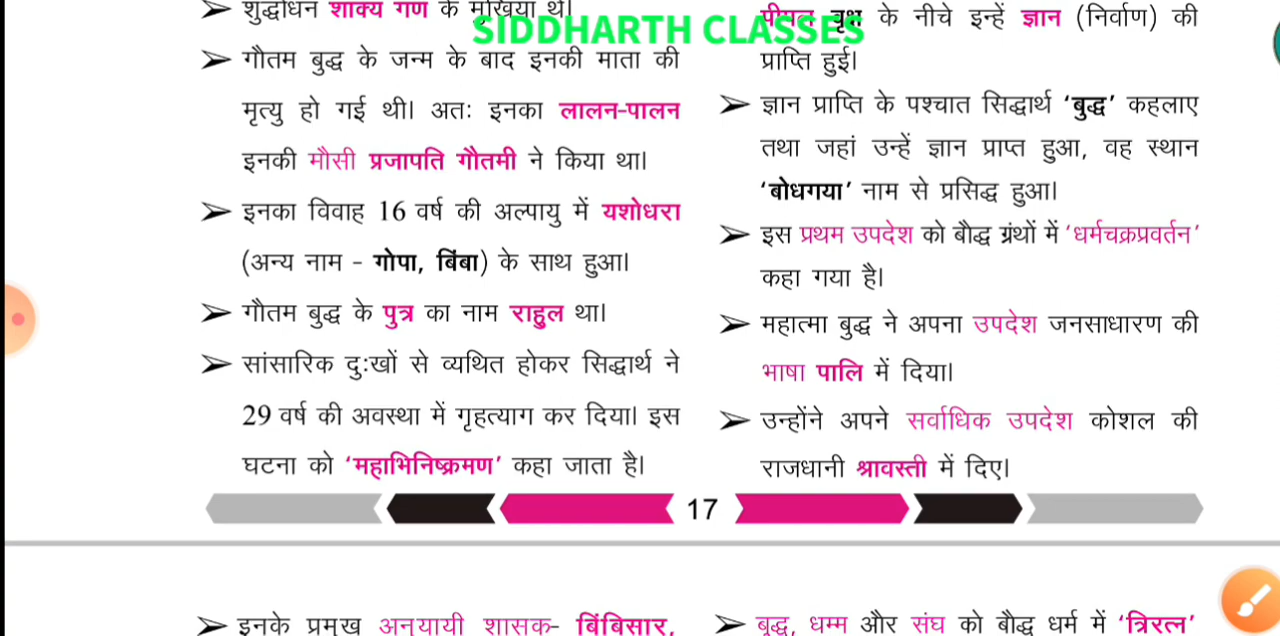 शुद्धोधन शाक्य गण के मुखिया थे।
गौतम बुद्ध के जन्म के बाद इनकी माता की
मृत्यु हो गई थी। अतः इनका लालन-पालन
इनकी मौसी प्रजापति गौतमी ने किया था।
इनका विवाह 16 वर्ष की अल्पायु में यशोधरा
(अन्य नाम - गोपा, बिंबा) के साथ हुआ।
गौतम बुद्ध के पुत्र का नाम राहुल था।
सांसारिक दुःखों से व्यथित होकर सिद्धार्थ ने
29 वर्ष की अवस्था में गृहत्याग कर दिया। इस
घटना को ‘महाभिनिष्क्रमण’ कहा जाता है।
SIDDHARTH CLASSES
पीपल वृक्ष के नीचे इन्हें ज्ञान (निर्वाण) की
प्राप्ति हुई।
ज्ञान प्राप्ति के पश्चात सिद्धार्थ ‘बुद्ध’ कहलाए
तथा जहां उन्हें ज्ञान प्राप्त हुआ, वह स्थान
‘बोधगया’ नाम से प्रसिद्ध हुआ।
इस प्रथम उपदेश को बौद्ध ग्रंथों में ‘धर्मचक्रप्रवर्तन’
कहा गया है।
महात्मा बुद्ध ने अपना उपदेश जनसाधारण की
भाषा पालि में दिया।
उन्होंने अपने सर्वाधिक उपदेश कोशल की
राजधानी श्रावस्ती में दिए।
17
इनके प्रमुख अनुयायी शासक- बिंबिसार,
बुद्ध, धम्म और संघ को बौद्ध धर्म में ‘त्रिरत्न’